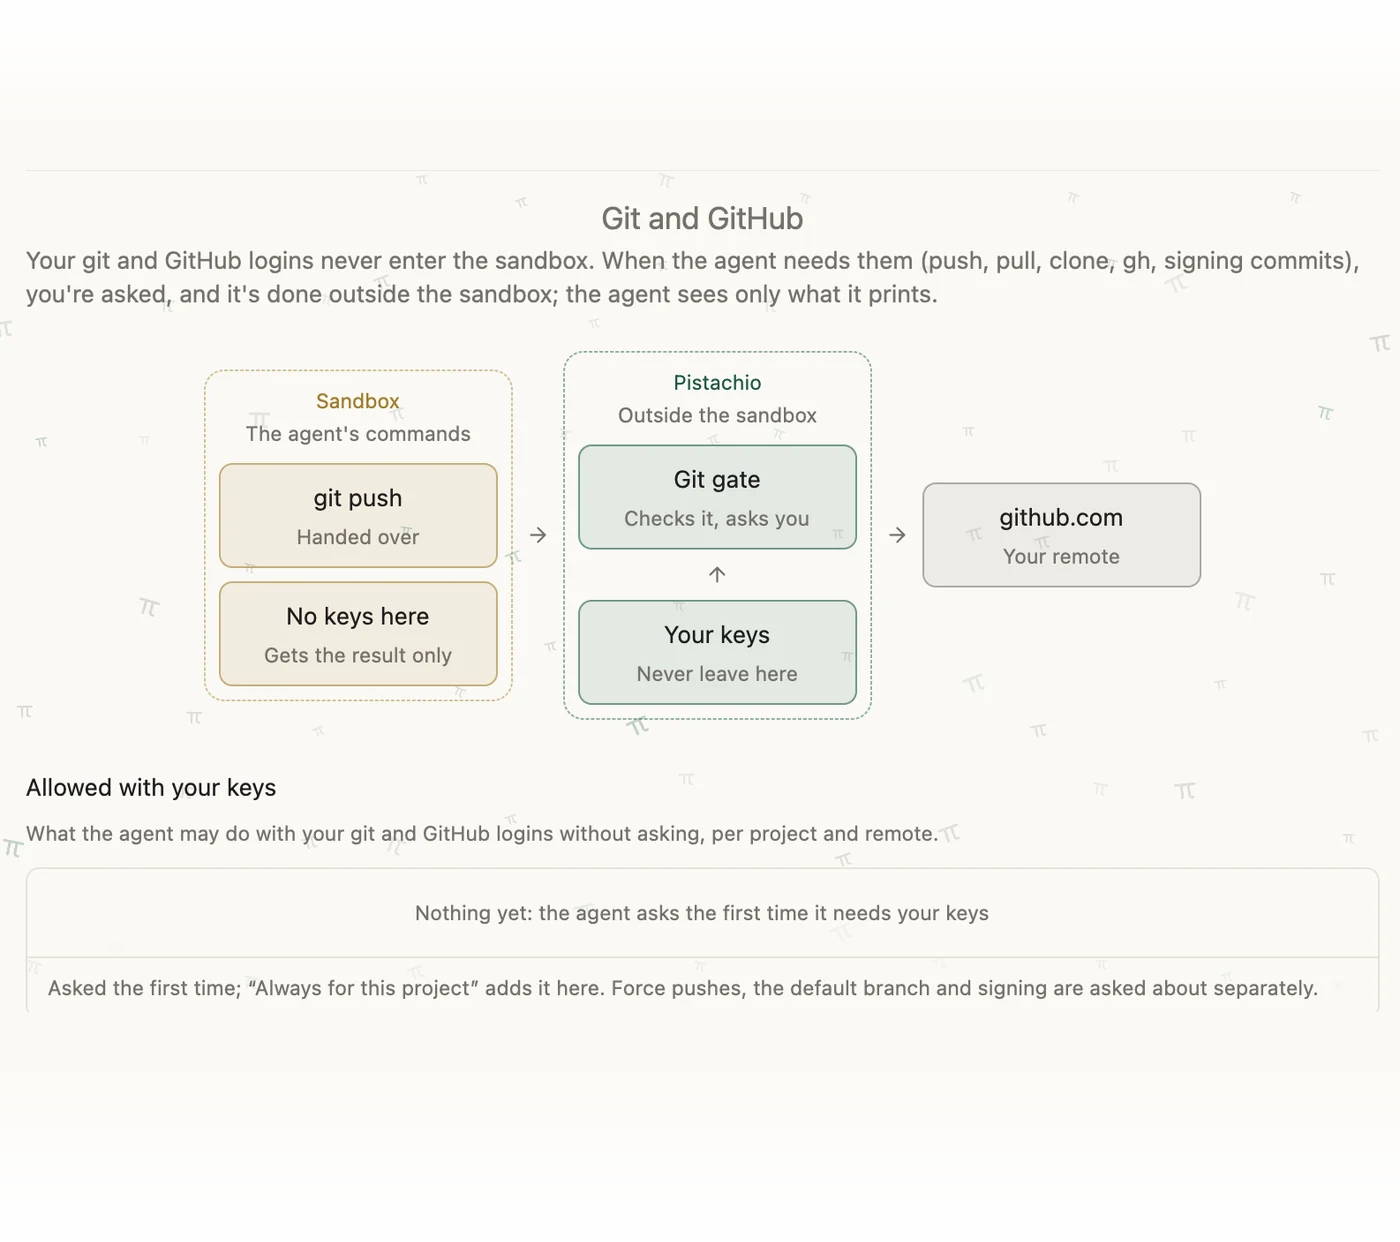 Git and GitHub
Your git and GitHub logins never enter the sandbox. When the agent needs them (push, pull, clone, gh, signing commits),
you're asked, and it's done outside the sandbox; the agent sees only what it prints.
Sandbox
The agent's commands
git push
Handed over
No keys here
Gets the result only
→
Pistachio
Outside the sandbox
Git gate
Checks it, asks you
↑
Your keys
Never leave here
→
github.com
Your remote
Allowed with your keys
What the agent may do with your git and GitHub logins without asking, per project and remote.
Nothing yet: the agent asks the first time it needs your keys
Asked the first time; “Always for this project” adds it here. Force pushes, the default branch and signing are asked about separately.